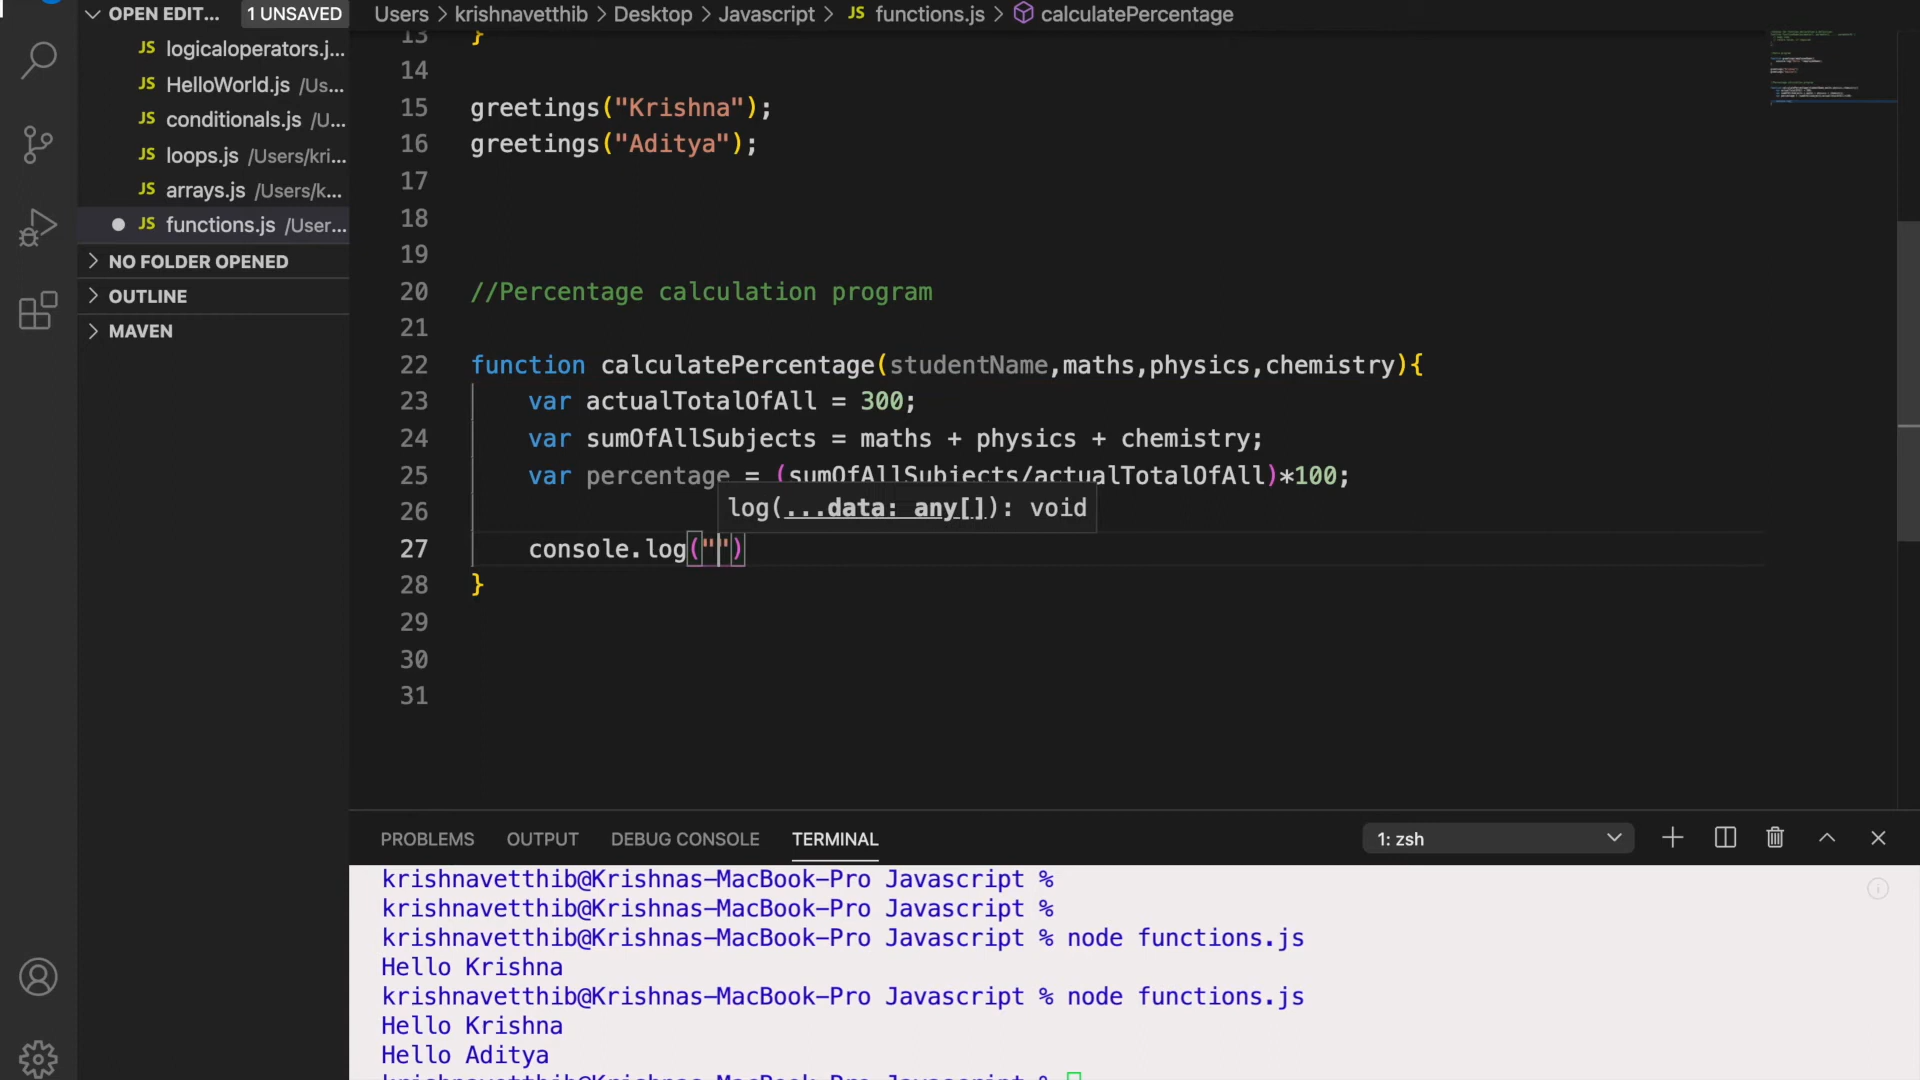 OPEN EDIT... 1 UNSAVED
Users > krishnavetthib > Desktop > Javascript > JS functions.js > calculatePercentage
JS logicaloperators.j...
JS HelloWorld.js /Us...
JS conditionals.js /U...
JS loops.js /Users/kri...
JS arrays.js /Users/k...
JS functions.js /User...
NO FOLDER OPENED
OUTLINE
MAVEN
13 }
14
15 greetings("Krishna");
16 greetings("Aditya");
17
18
19
20 //Percentage calculation program
21
22 function calculatePercentage(studentName,maths,physics,chemistry){
23 var actualTotalOfAll = 300;
24 var sumOfAllSubjects = maths + physics + chemistry;
25 var percentage = (sumOfAllSubjects/actualTotalOfAll)*100;
26
log(...data: any[]): void
27 console.log("")
28 }
29
30
31
PROBLEMS OUTPUT DEBUG CONSOLE TERMINAL 1: zsh
krishnavetthib@Krishnas-MacBook-Pro Javascript %
krishnavetthib@Krishnas-MacBook-Pro Javascript %
krishnavetthib@Krishnas-MacBook-Pro Javascript % node functions.js
Hello Krishna
krishnavetthib@Krishnas-MacBook-Pro Javascript % node functions.js
Hello Krishna
Hello Aditya
krishnavetthib@Krishnas-MacBook-Pro Javascript %